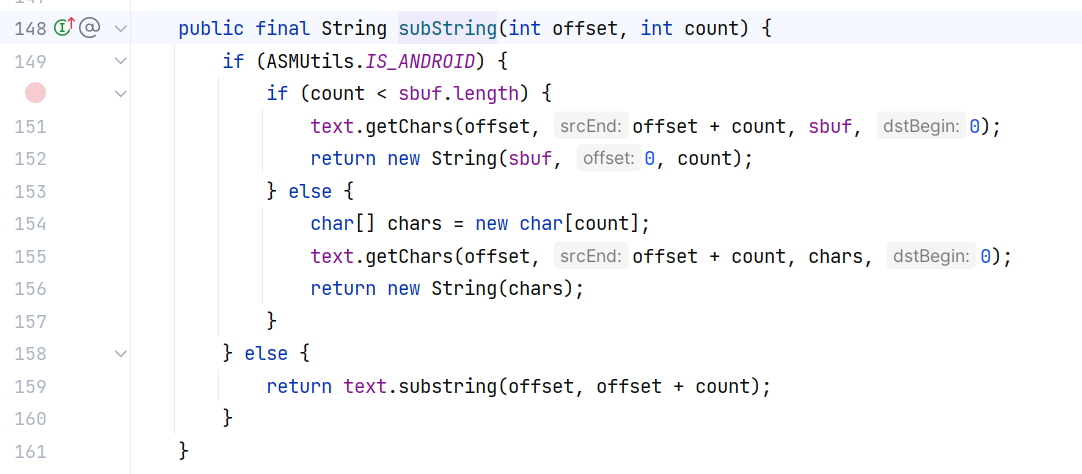 148 @ public final String subString(int offset, int count) {
149 if (ASMUtils.IS_ANDROID) {
if (count < sbuf.length) {
151 text.getChars(offset, srcEnd: offset + count, sbuf, dstBegin: 0);
152 return new String(sbuf, offset: 0, count);
153 } else {
154 char[] chars = new char[count];
155 text.getChars(offset, srcEnd: offset + count, chars, dstBegin: 0);
156 return new String(chars);
157 }
158 } else {
159 return text.substring(offset, offset + count);
160 }
161 }